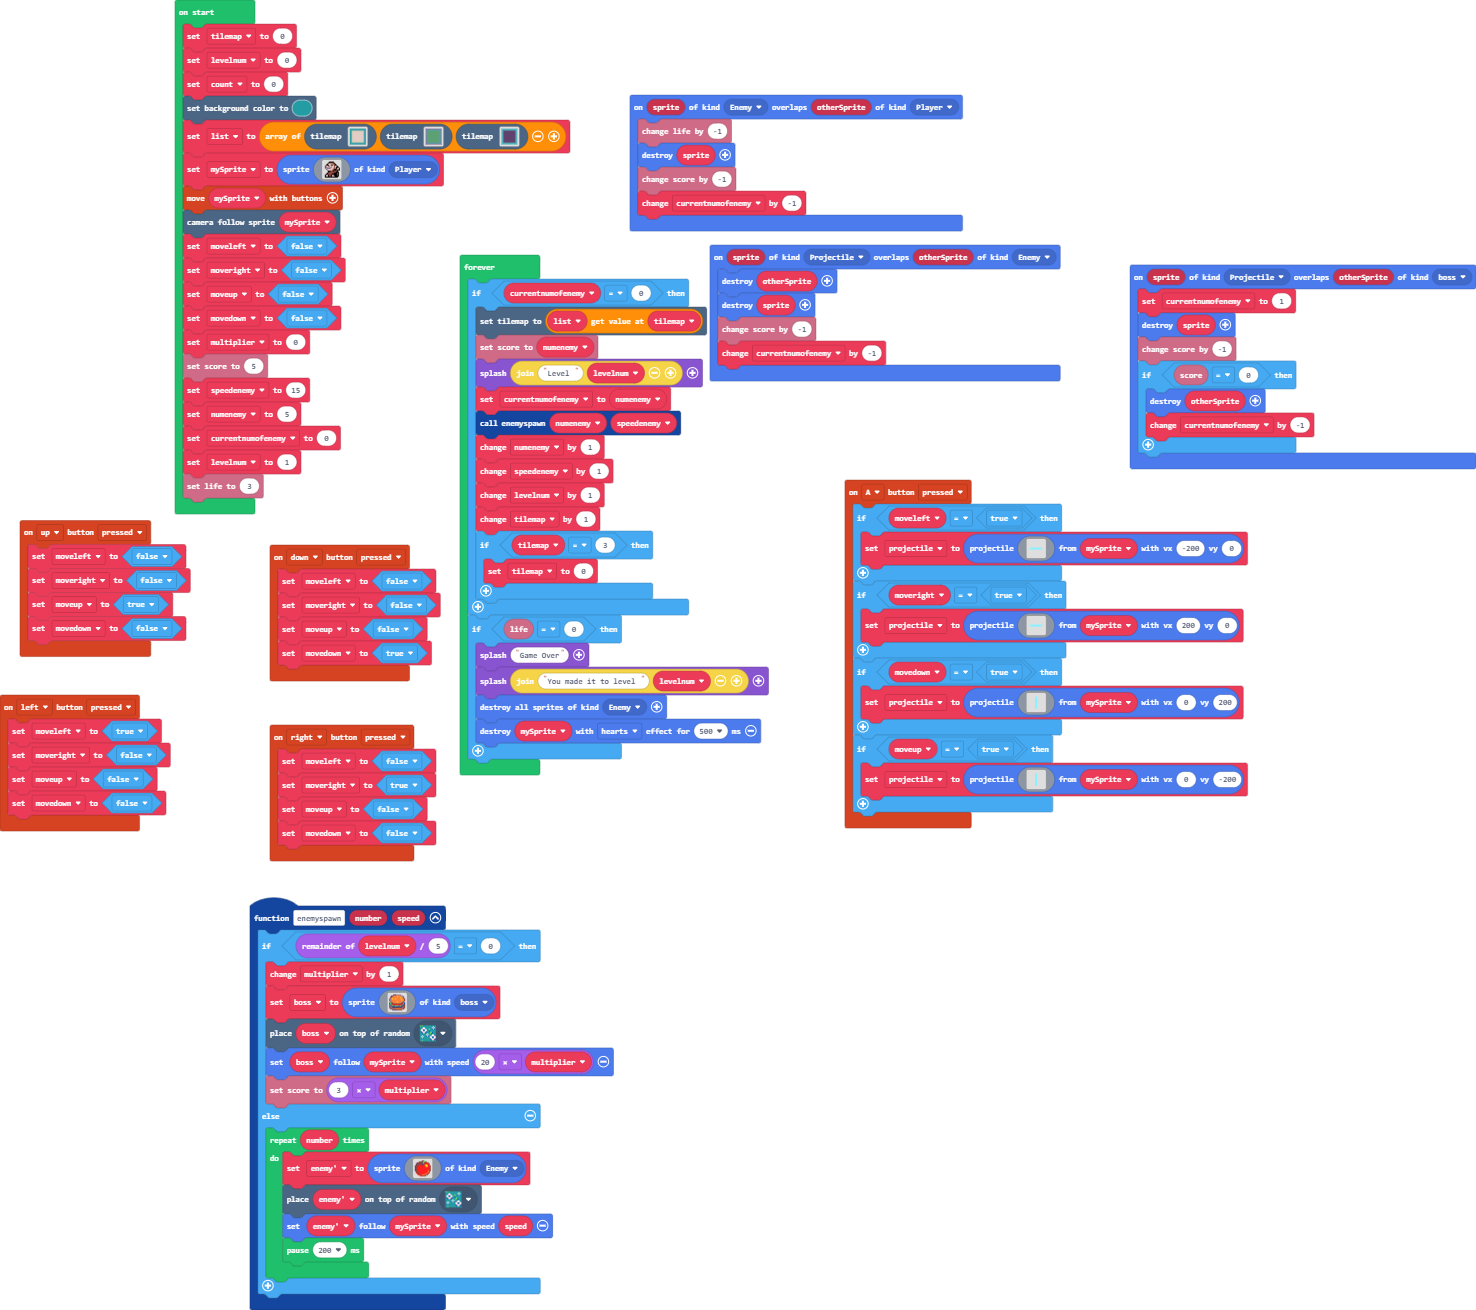 on start
set tilemap to 0
set levelnum to 0
set count to 0
set background color to
set list to array of tilemap tilemap tilemap
set mySprite to sprite of kind Player
move mySprite with buttons
camera follow sprite mySprite
set moveleft to false
set moveright to false
set moveup to false
set movedown to false
set multiplier to 0
set score to 5
set speedenemy to 15
set numenemy to 5
set currentnumofenemy to 0
set levelnum to 1
set life to 3
on sprite of kind Enemy overlaps otherSprite of kind Player
change life by -1
destroy sprite
change score by -1
change currentnumofenemy by -1
on sprite of kind Projectile overlaps otherSprite of kind Enemy
destroy otherSprite
destroy sprite
change score by -1
change currentnumofenemy by -1
on sprite of kind Projectile overlaps otherSprite of kind boss
set currentnumofenemy to 1
destroy sprite
change score by -1
if score = 0 then
destroy otherSprite
change currentnumofenemy by -1
forever
if currentnumofenemy = 0 then
set tilemap to list get value at tilemap
set score to numenemy
splash join "Level " levelnum
set currentnumofenemy to numenemy
call enemyspawn numenemy speedenemy
change numenemy by 1
change speedenemy by 1
change levelnum by 1
change tilemap by 1
if tilemap = 3 then
set tilemap to 0
if life = 0 then
splash "Game Over"
splash join "You made it to level " levelnum
destroy all sprites of kind Enemy
destroy mySprite with hearts effect for 500 ms
on up button pressed
set moveleft to false
set moveright to false
set moveup to true
set movedown to false
on down button pressed
set moveleft to false
set moveright to false
set moveup to false
set movedown to true
on left button pressed
set moveleft to true
set moveright to false
set moveup to false
set movedown to false
on right button pressed
set moveleft to false
set moveright to true
set moveup to false
set movedown to false
on A button pressed
if moveleft = true then
set projectile to projectile from mySprite with vx -200 vy 0
if moveright = true then
set projectile to projectile from mySprite with vx 200 vy 0
if movedown = true then
set projectile to projectile from mySprite with vx 0 vy 200
if moveup = true then
set projectile to projectile from mySprite with vx 0 vy -200
function enemyspawn number speed
if remainder of levelnum / 5 = 0 then
change multiplier by 1
set boss to sprite of kind boss
place boss on top of random
set boss follow mySprite with speed 20 × multiplier
set score to 3 × multiplier
else
repeat number times
do
set enemy' to sprite of kind Enemy
place enemy' on top of random
set enemy' follow mySprite with speed speed
pause 200 ms